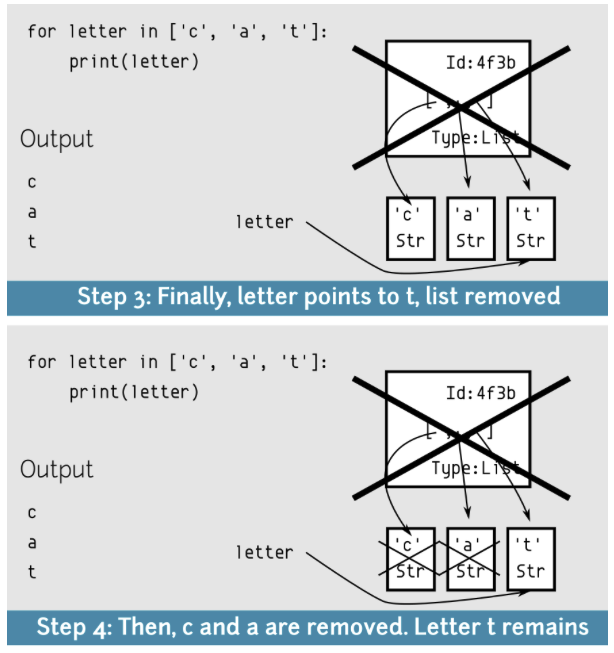 for letter in ['c', 'a', 't']:
print(letter)
Id:4f3b
[ , , ]
Type:List
Output
c
a
t
letter
'c' 'a' 't'
Str Str Str
Step 3: Finally, letter points to t, list removed
for letter in ['c', 'a', 't']:
print(letter)
Id:4f3b
[ , , ]
Type:List
Output
c
a
t
letter
'c' 'a' 't'
Str Str Str
Step 4: Then, c and a are removed. Letter t remains